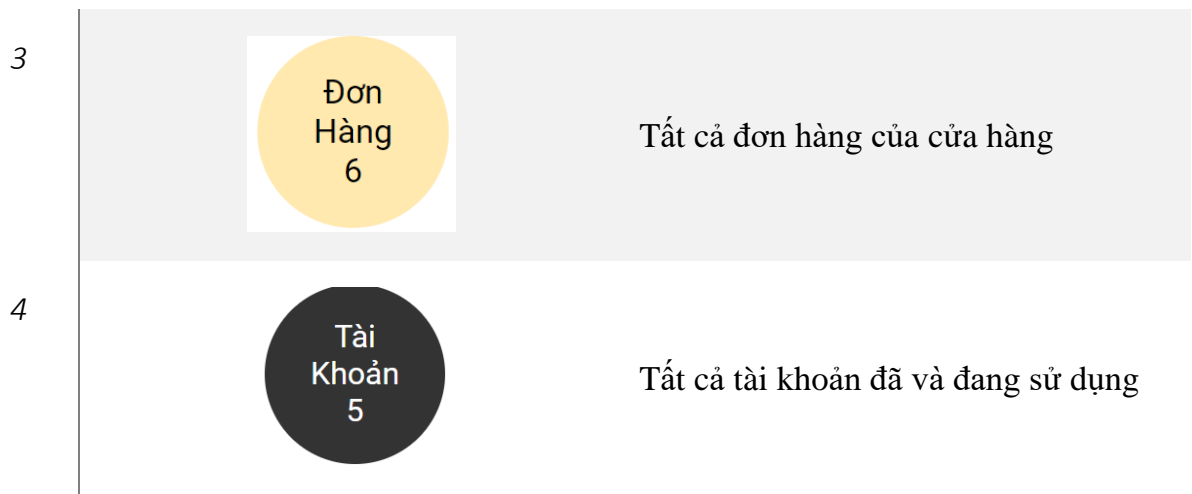 3
Đơn
Hàng
6
Tất cả đơn hàng của cửa hàng
4
Tài
Khoản
5
Tất cả tài khoản đã và đang sử dụng